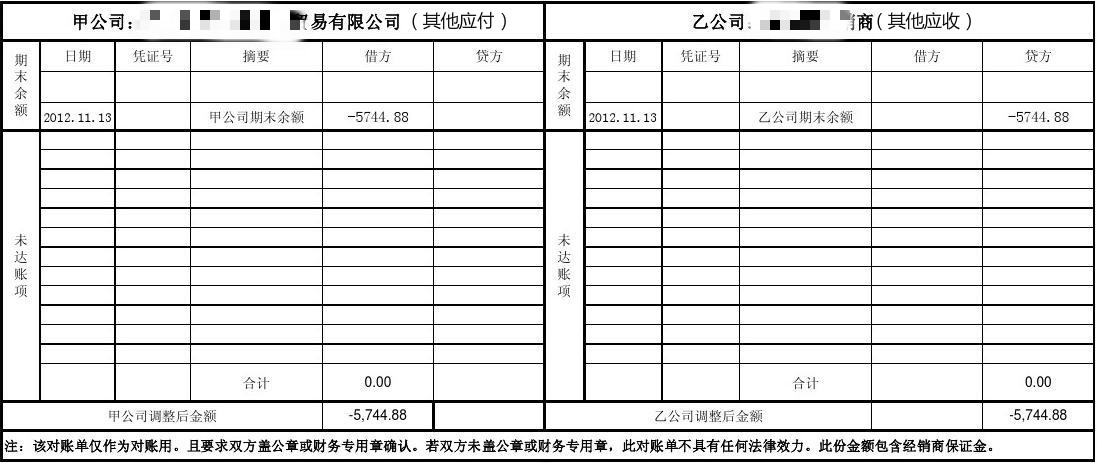 甲公司： 贸易有限公司（其他应付） 乙公司 商（其他应收）
期末余额 日期 凭证号 摘要 借方 贷方 期末余额 日期 凭证号 摘要 借方 贷方
2012.11.13 甲公司期末余额 -5744.88 2012.11.13 乙公司期末余额 -5744.88
未达账项 未达账项
合计 0.00 合计 0.00
甲公司调整后金额 -5,744.88 乙公司调整后金额 -5,744.88
注：该对账单仅作为对账用。且要求双方盖公章或财务专用章确认。若双方未盖公章或财务专用章，此对账单不具有任何法律效力。此份金额包含经销商保证金。